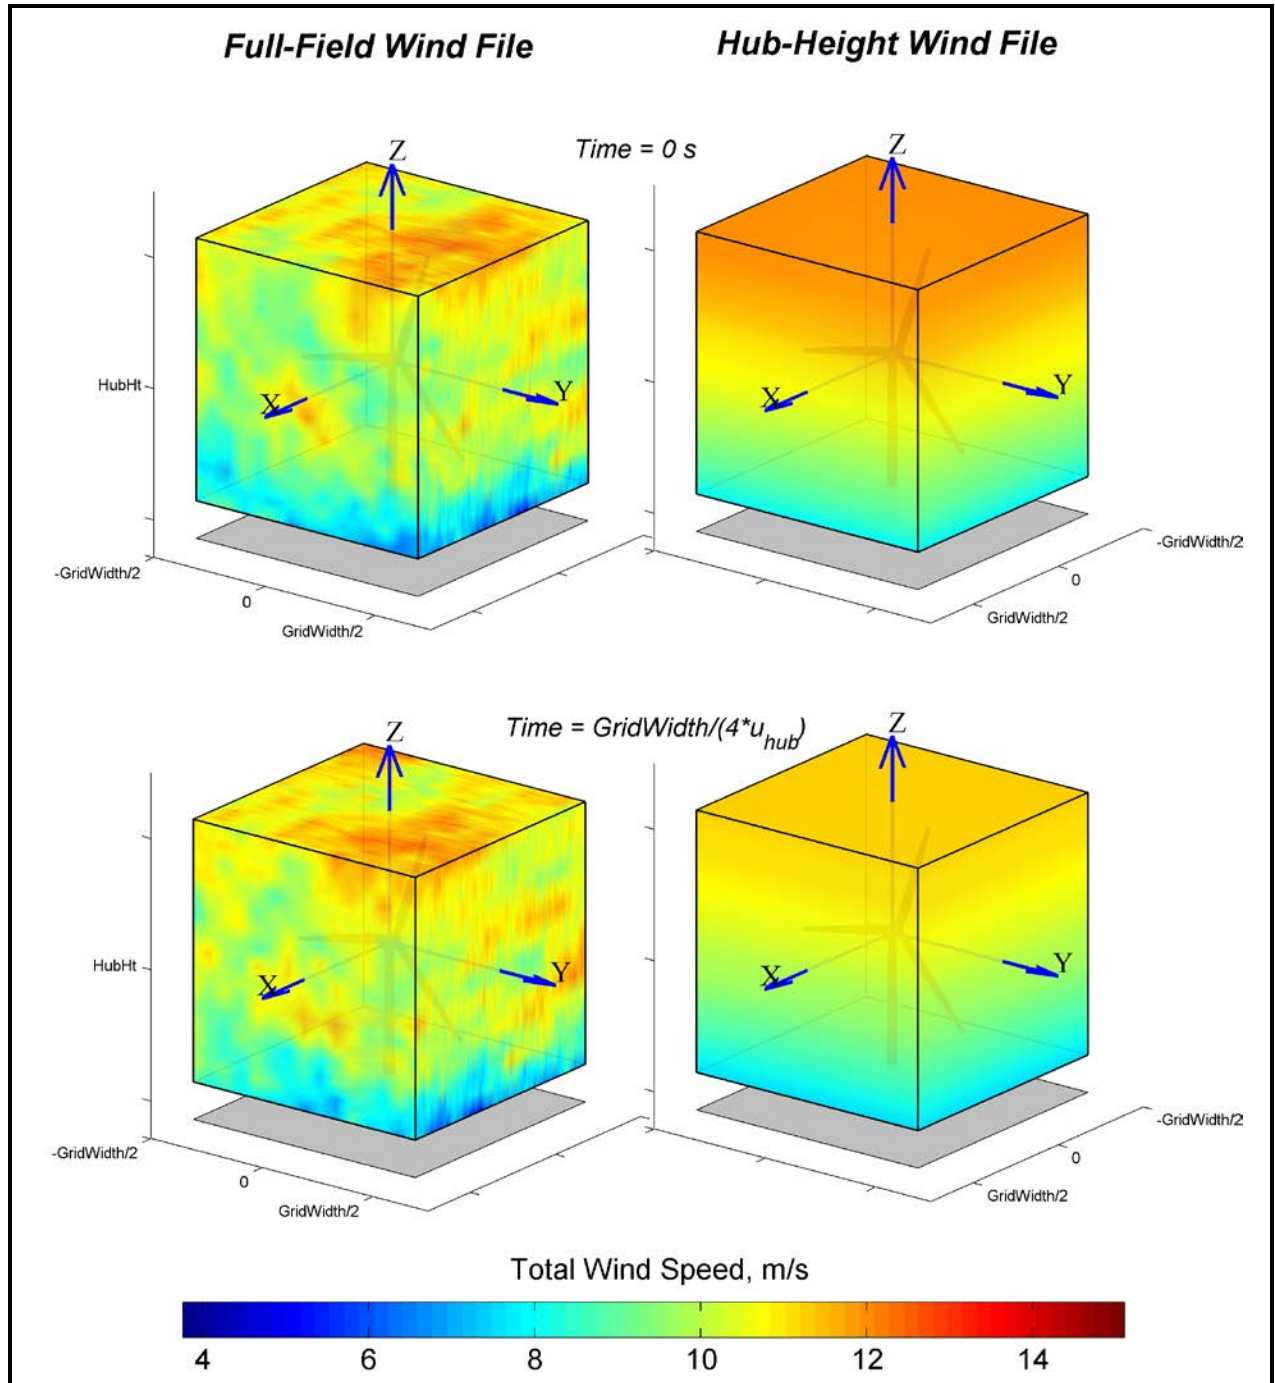 Full-Field Wind File
Hub-Height Wind File
Time = 0 s
Z
Z
HubHt
X
Y
X
Y
-GridWidth/2
0
GridWidth/2
-GridWidth/2
0
GridWidth/2
Time = GridWidth/(4*u_hub)
Z
Z
HubHt
X
Y
X
Y
-GridWidth/2
0
GridWidth/2
-GridWidth/2
0
GridWidth/2
Total Wind Speed, m/s
4 6 8 10 12 14